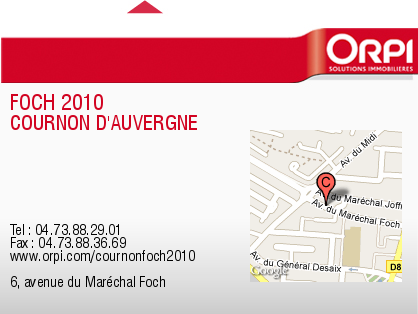 ORPI
SOLUTIONS IMMOBILIÈRES
FOCH 2010
COURNON D'AUVERGNE
Av. du Midi
C
Av. du Maréchal Joffr
Av. du Maréchal Foch
Av. du Général Desaix
D8
Google
Tel : 04.73.88.29.01
Fax : 04.73.88.36.69
www.orpi.com/cournonfoch2010
6, avenue du Maréchal Foch